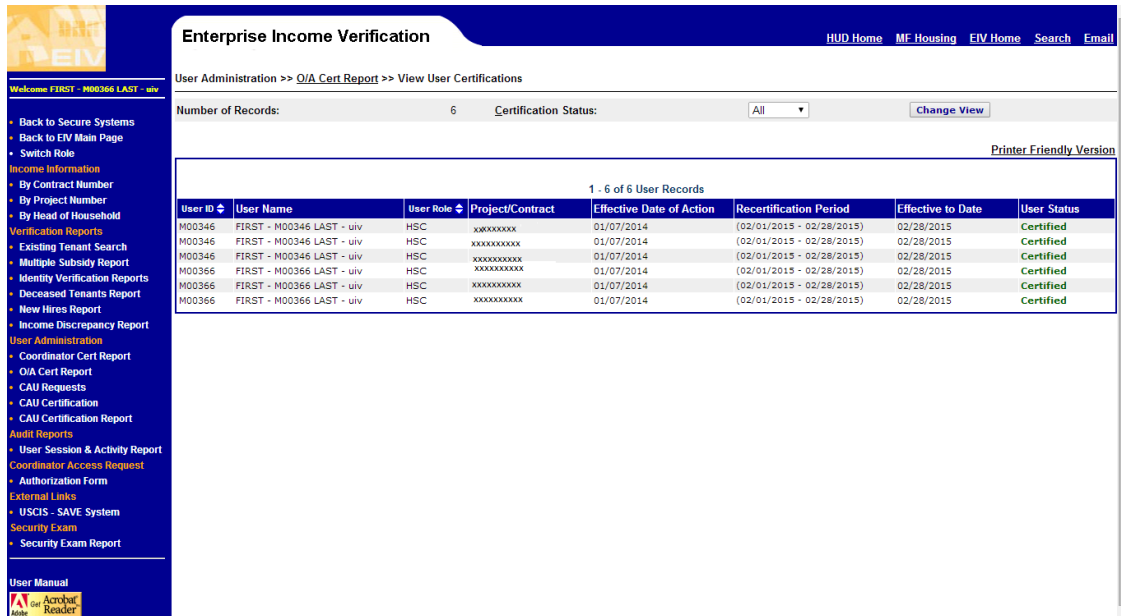 EIV
Enterprise Income Verification
HUD Home MF Housing EIV Home Search Email
Welcome FIRST - M00366 LAST - uiv
Back to Secure Systems
Back to EIV Main Page
Switch Role
Income Information
By Contract Number
By Project Number
By Head of Household
Verification Reports
Existing Tenant Search
Multiple Subsidy Report
Identity Verification Reports
Deceased Tenants Report
New Hires Report
Income Discrepancy Report
User Administration
Coordinator Cert Report
O/A Cert Report
CAU Requests
CAU Certification
CAU Certification Report
Audit Reports
User Session & Activity Report
Coordinator Access Request
Authorization Form
External Links
USCIS - SAVE System
Security Exam
Security Exam Report
User Manual
Adobe Get Acrobat Reader
User Administration >> O/A Cert Report >> View User Certifications
Number of Records: 6 Certification Status: All Change View
Printer Friendly Version
1 - 6 of 6 User Records
User ID User Name User Role Project/Contract Effective Date of Action Recertification Period Effective to Date User Status
M00346 FIRST - M00346 LAST - uiv HSC xxxxxxxxx 01/07/2014 (02/01/2015 - 02/28/2015) 02/28/2015 Certified
M00346 FIRST - M00346 LAST - uiv HSC xxxxxxxxxx 01/07/2014 (02/01/2015 - 02/28/2015) 02/28/2015 Certified
M00346 FIRST - M00346 LAST - uiv HSC xxxxxxxxxx 01/07/2014 (02/01/2015 - 02/28/2015) 02/28/2015 Certified
M00366 FIRST - M00366 LAST - uiv HSC xxxxxxxxxx 01/07/2014 (02/01/2015 - 02/28/2015) 02/28/2015 Certified
M00366 FIRST - M00366 LAST - uiv HSC xxxxxxxxxx 01/07/2014 (02/01/2015 - 02/28/2015) 02/28/2015 Certified
M00366 FIRST - M00366 LAST - uiv HSC xxxxxxxxxx 01/07/2014 (02/01/2015 - 02/28/2015) 02/28/2015 Certified